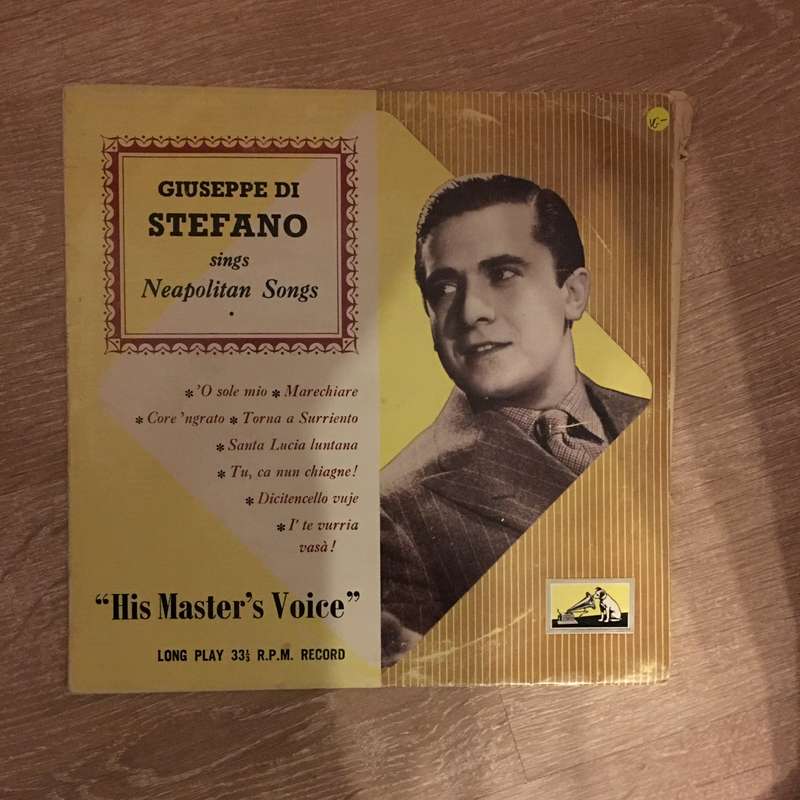 GIUSEPPE DI
STEFANO
sings
Neapolitan Songs
✻ 'O sole mio ✻ Marechiare
✻ Core 'ngrato ✻ Torna a Surriento
✻ Santa Lucia luntana
✻ Tu, ca nun chiagne!
✻ Dicitencello vuje
✻ I' te vurria
vasà!
"His Master's Voice"
LONG PLAY 33⅓ R.P.M. RECORD
VG-